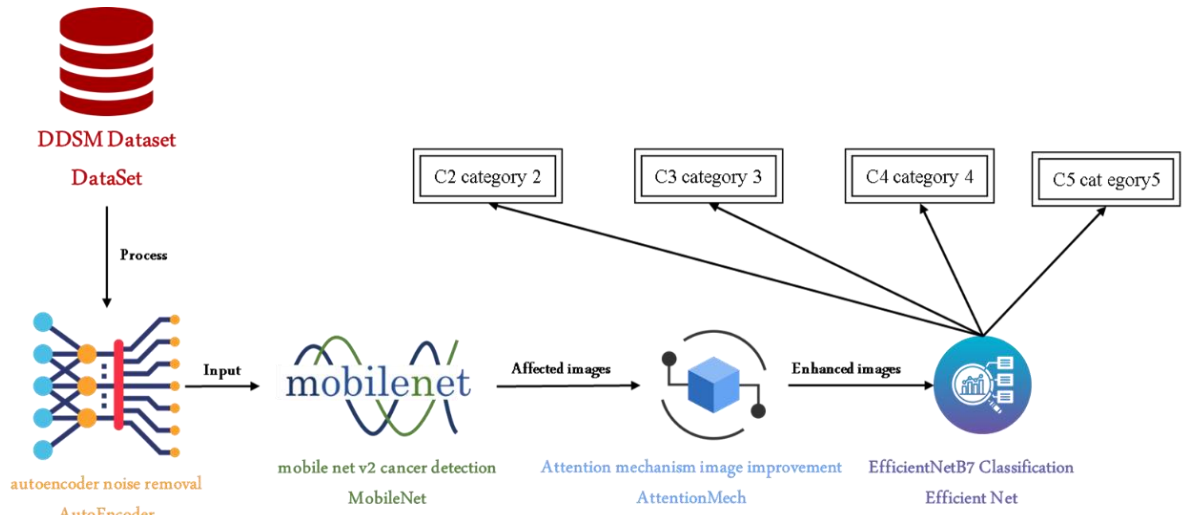 DDSM Dataset
DataSet
Process
C2 category 2
C3 category 3
C4 category 4
C5 cat egory5
Input
mobilenet
Affected images
Enhanced images
autoencoder noise removal
AutoEncoder
mobile net v2 cancer detection
MobileNet
Attention mechanism image improvement
AttentionMech
EfficientNetB7 Classification
Efficient Net